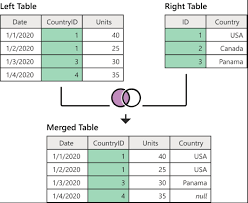 Left Table
Right Table
Date CountryID Units
1/1/2020 1 40
1/2/2020 1 25
1/3/2020 3 30
1/4/2020 4 35
ID Country
1 USA
2 Canada
3 Panama
Merged Table
Date CountryID Units Country
1/1/2020 1 40 USA
1/2/2020 1 25 USA
1/3/2020 3 30 Panama
1/4/2020 4 35 null